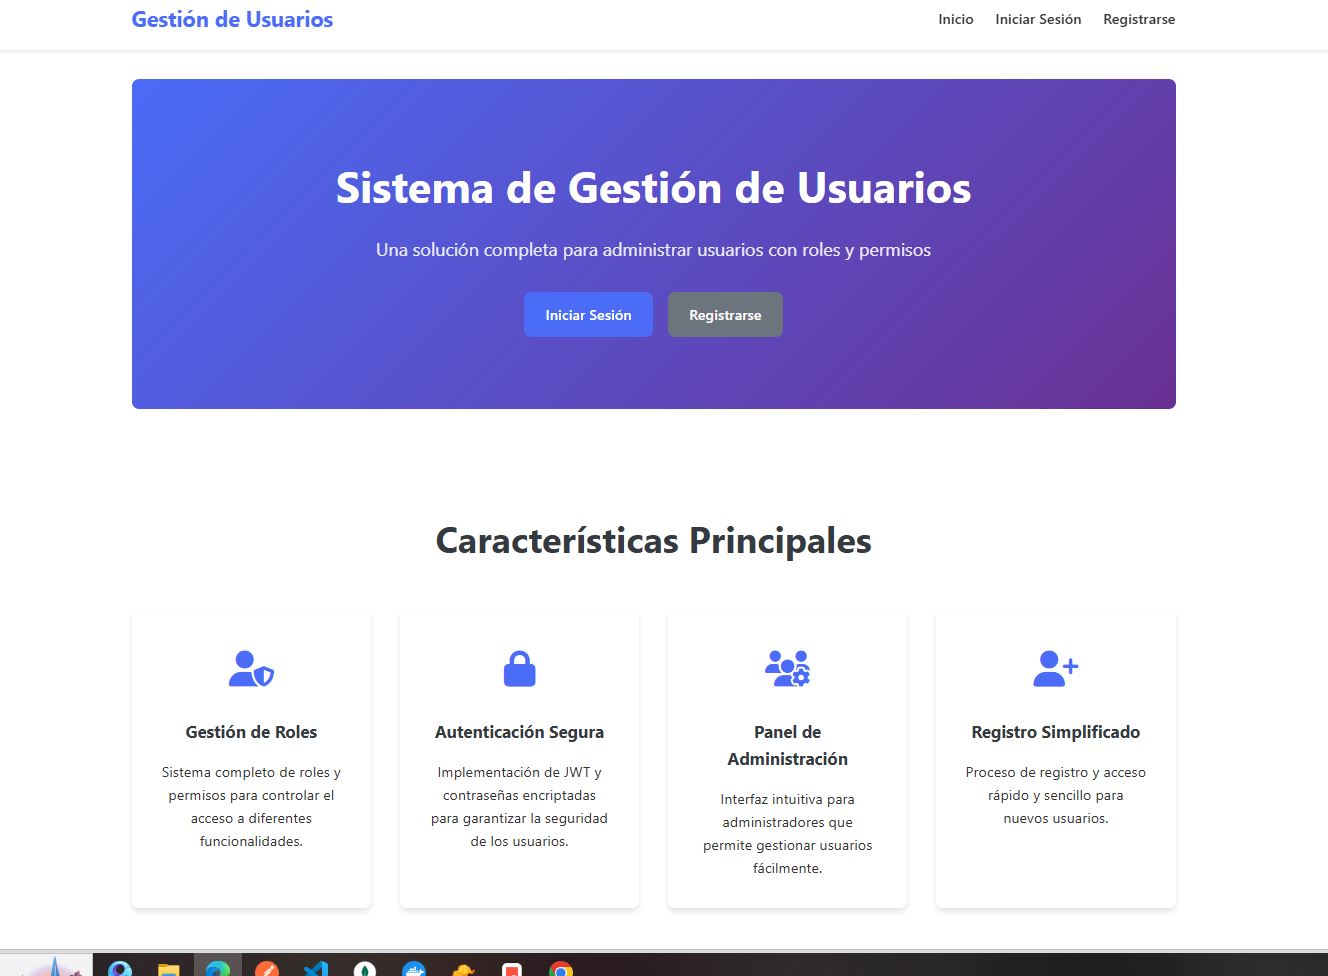 Gestión de Usuarios
Inicio Iniciar Sesión Registrarse
Sistema de Gestión de Usuarios
Una solución completa para administrar usuarios con roles y permisos
Iniciar Sesión Registrarse
Características Principales
Gestión de Roles
Sistema completo de roles y
permisos para controlar el
acceso a diferentes
funcionalidades.
Autenticación Segura
Implementación de JWT y
contraseñas encriptadas
para garantizar la seguridad
de los usuarios.
Panel de
Administración
Interfaz intuitiva para
administradores que
permite gestionar usuarios
fácilmente.
Registro Simplificado
Proceso de registro y acceso
rápido y sencillo para
nuevos usuarios.